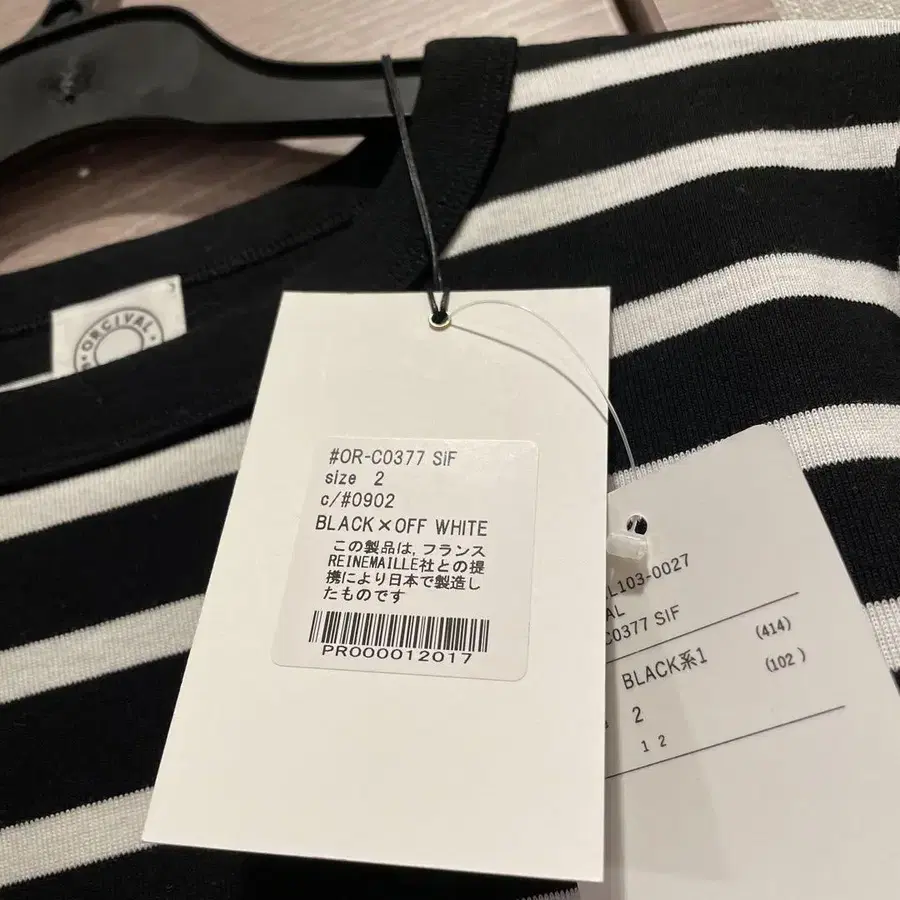 ORCIVAL
#OR-C0377 SIF
size 2
c/#0902
BLACK×OFF WHITE
この製品は,フランス
REINEMAILLE社との提
携により日本で製造し
たものです
PR000012017
L103-0027
AL
C0377 SIF
BLACK系1 (414)
(102)
2
1 2